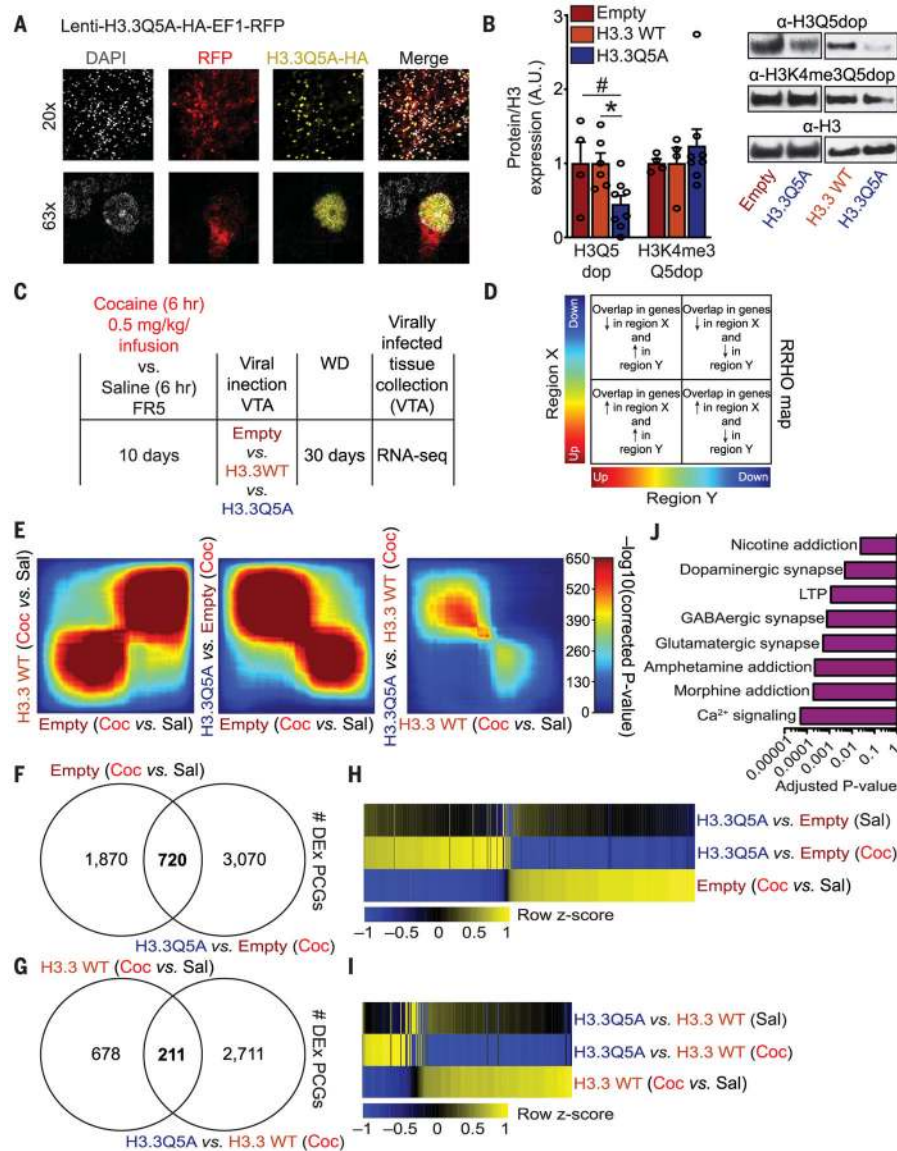 A
Lenti-H3.3Q5A-HA-EF1-RFP
DAPI
RFP
H3.3Q5A-HA
Merge
20x
63x
B
Protein/H3
expression (A.U.)
3
2
1
0
Empty
H3.3 WT
H3.3Q5A
#
*
H3Q5
dop
H3K4me3
Q5dop
α-H3Q5dop
α-H3K4me3Q5dop
α-H3
Empty
H3.3Q5A
H3.3 WT
H3.3Q5A
C
Cocaine (6 hr)
0.5 mg/kg/
infusion
vs.
Saline (6 hr)
FR5
Viral
inection
VTA
WD
Virally
infected
tissue
collection
(VTA)
10 days
Empty
vs.
H3.3WT
vs.
H3.3Q5A
30 days
RNA-seq
D
Region X
Down
Up
Overlap in genes
↓ in region X
and
↑ in
region Y
Overlap in genes
↓ in region X
and
↓ in
region Y
Overlap in genes
↑ in region X
and
↑ in
region Y
Overlap in genes
↑ in region X
and
↓ in
region Y
RRHO map
Up
Down
Region Y
E
H3.3 WT (Coc vs. Sal)
Empty (Coc vs. Sal)
H3.3Q5A vs. Empty (Coc)
Empty (Coc vs. Sal)
H3.3Q5A vs. H3.3 WT (Coc)
H3.3 WT (Coc vs. Sal)
650
520
390
260
130
0
−log10(corrected P-value)
J
Nicotine addiction
Dopaminergic synapse
LTP
GABAergic synapse
Glutamatergic synapse
Amphetamine addiction
Morphine addiction
Ca²⁺ signaling
0.00001
0.0001
0.001
0.01
0.1
1
Adjusted P-value
F
Empty (Coc vs. Sal)
1,870
720
3,070
# DEx PCGs
H3.3Q5A vs. Empty (Coc)
G
H3.3 WT (Coc vs. Sal)
678
211
2,711
# DEx PCGs
H3.3Q5A vs. H3.3 WT (Coc)
H
H3.3Q5A vs. Empty (Sal)
H3.3Q5A vs. Empty (Coc)
Empty (Coc vs. Sal)
Row z-score
−1 −0.5 0 0.5 1
I
H3.3Q5A vs. H3.3 WT (Sal)
H3.3Q5A vs. H3.3 WT (Coc)
H3.3 WT (Coc vs. Sal)
Row z-score
−1 −0.5 0 0.5 1